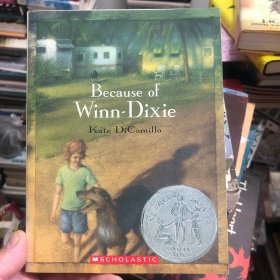 Because of
Winn-Dixie
Kate DiCamillo
SCHOLASTIC